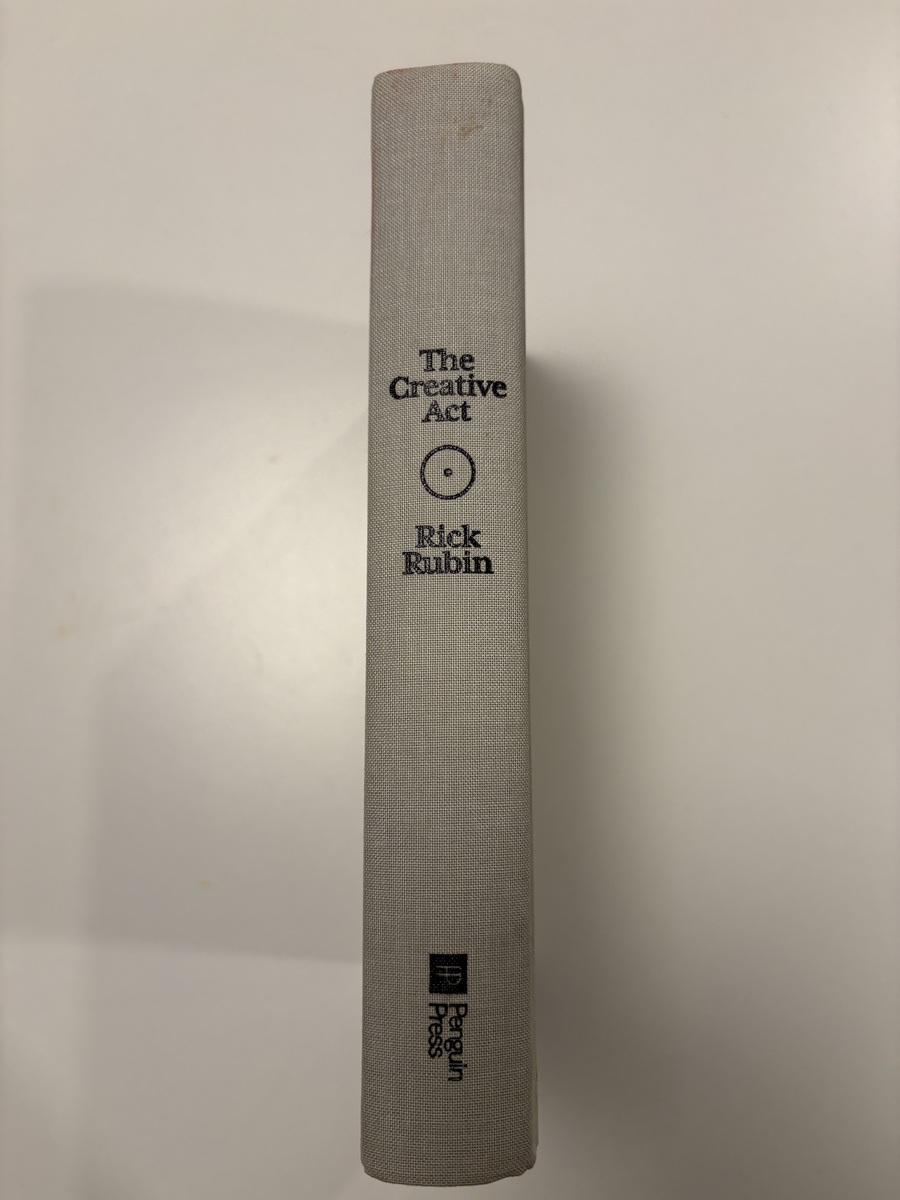 The
Creative
Act
Rick
Rubin
Penguin
Press